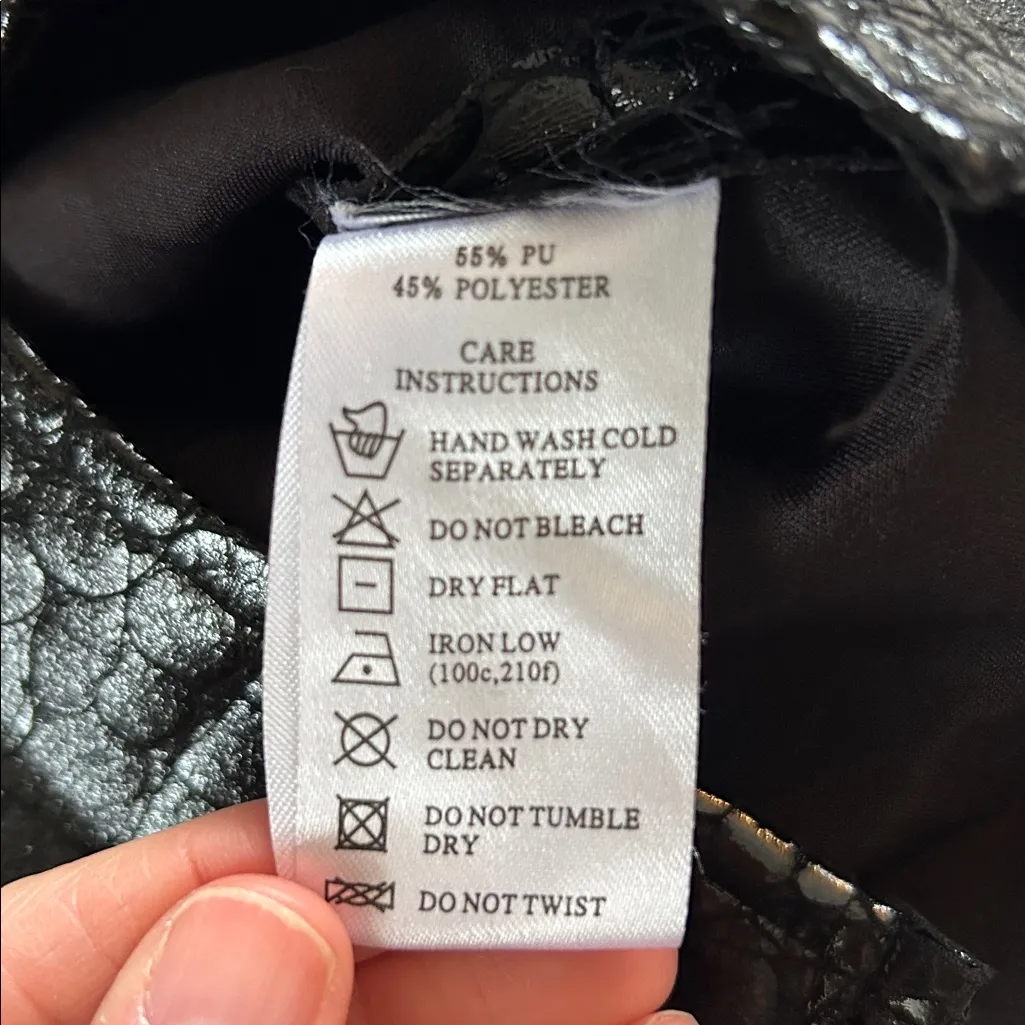 55% PU
45% POLYESTER
CARE
INSTRUCTIONS
HAND WASH COLD
SEPARATELY
DO NOT BLEACH
DRY FLAT
IRON LOW
(100c,210f)
DO NOT DRY
CLEAN
DO NOT TUMBLE
DRY
DO NOT TWIST